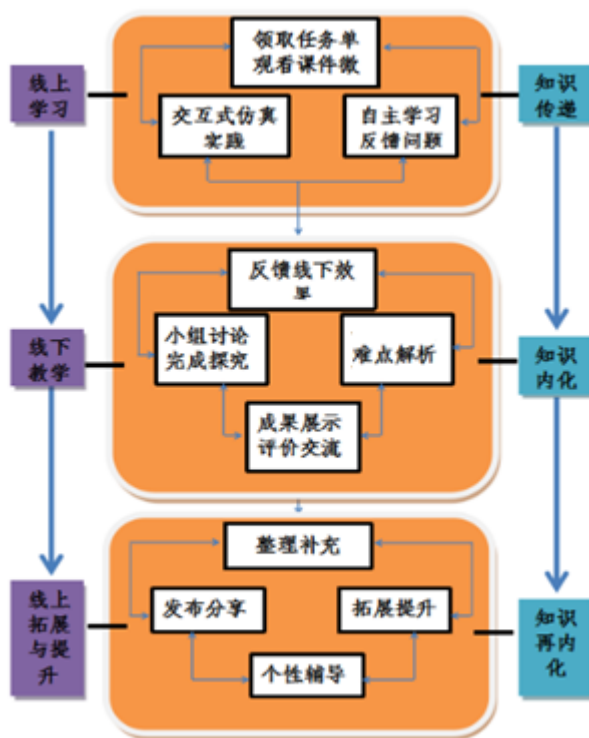 领取任务单
观看课件微
线上
学习
知识
传递
交互式仿真
实践
自主学习
反馈问题
反馈线下效
线下
教学
小组讨论
完成探究
难点解析
知识
内化
成果展示
评价交流
整理补充
线上
拓展
与提
升
发布分享
拓展提升
知识
再内
化
个性辅导